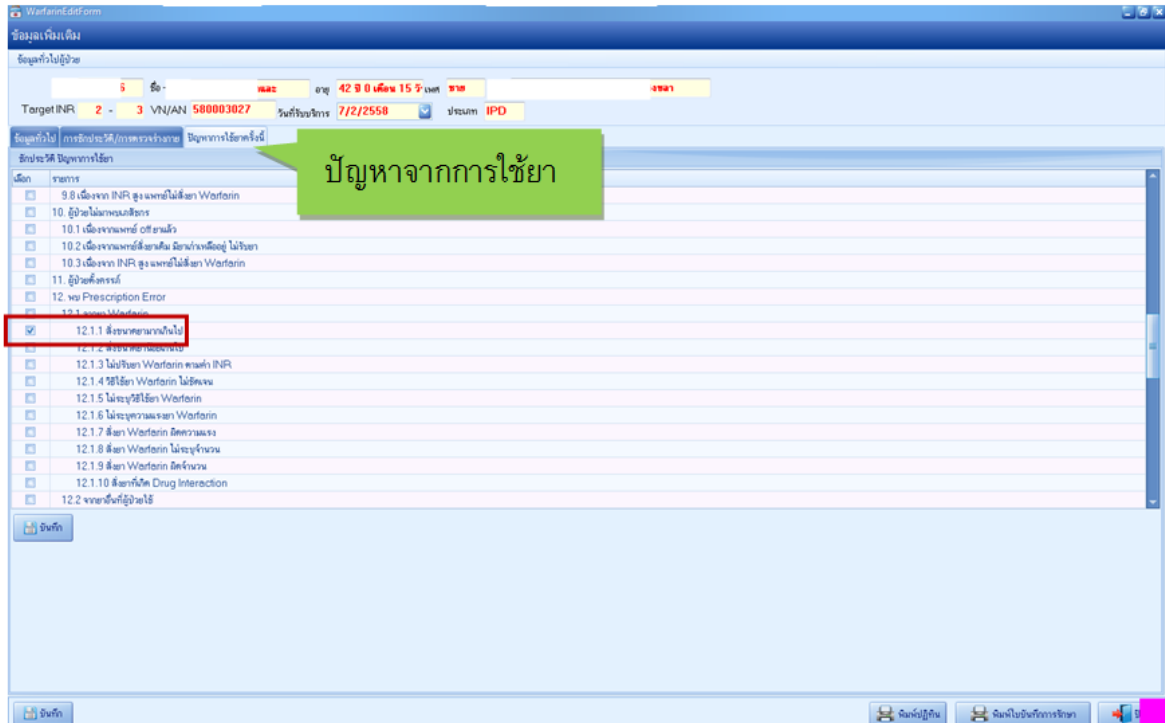 WarfarinEditForm
ข้อมูลเพิ่มเติม
ข้อมูลทั่วไปผู้ป่วย
6 ชื่อ อายุ 42 ปี 0 เดือน 15 วั เพศ ชาย
Target INR 2 - 3 VN/AN 580003027 วันที่รับบริการ 7/2/2558 ประเภท IPD
ข้อมูลทั่วไป การซักประวัติ/การตรวจร่างกาย ปัญหาการใช้ยาครั้งนี้
ปัญหาจากการใช้ยา
ซักประวัติ ปัญหาการใช้ยา
เลือก รายการ
9.8 เนื่องจาก INR สูง แพทย์ไม่สั่งยา Warfarin
10. ผู้ป่วยไม่มาพบเภสัชกร
10.1 เนื่องจากแพทย์ off ยาแล้ว
10.2 เนื่องจากแพทย์สั่งยาเดิม มียาเก่าเหลืออยู่ ไม่รับยา
10.3 เนื่องจาก INR สูง แพทย์ไม่สั่งยา Warfarin
11. ผู้ป่วยตั้งครรภ์
12. พบ Prescription Error
12.1 จากยา Warfarin
12.1.1 สั่งขนาดยามากเกินไป
12.1.2 สั่งขนาดยาน้อยเกินไป
12.1.3 ไม่ปรับยา Warfarin ตามค่า INR
12.1.4 วิธีใช้ยา Warfarin ไม่ชัดเจน
12.1.5 ไม่ระบุวิธีใช้ยา Warfarin
12.1.6 ไม่ระบุความแรงยา Warfarin
12.1.7 สั่งยา Warfarin ผิดความแรง
12.1.8 สั่งยา Warfarin ไม่ระบุจำนวน
12.1.9 สั่งยา Warfarin ผิดจำนวน
12.1.10 สั่งยาที่เกิด Drug Interaction
12.2 จากยาอื่นที่ผู้ป่วยใช้
บันทึก
บันทึก พิมพ์ปฏิทิน พิมพ์ใบบันทึกการรักษา